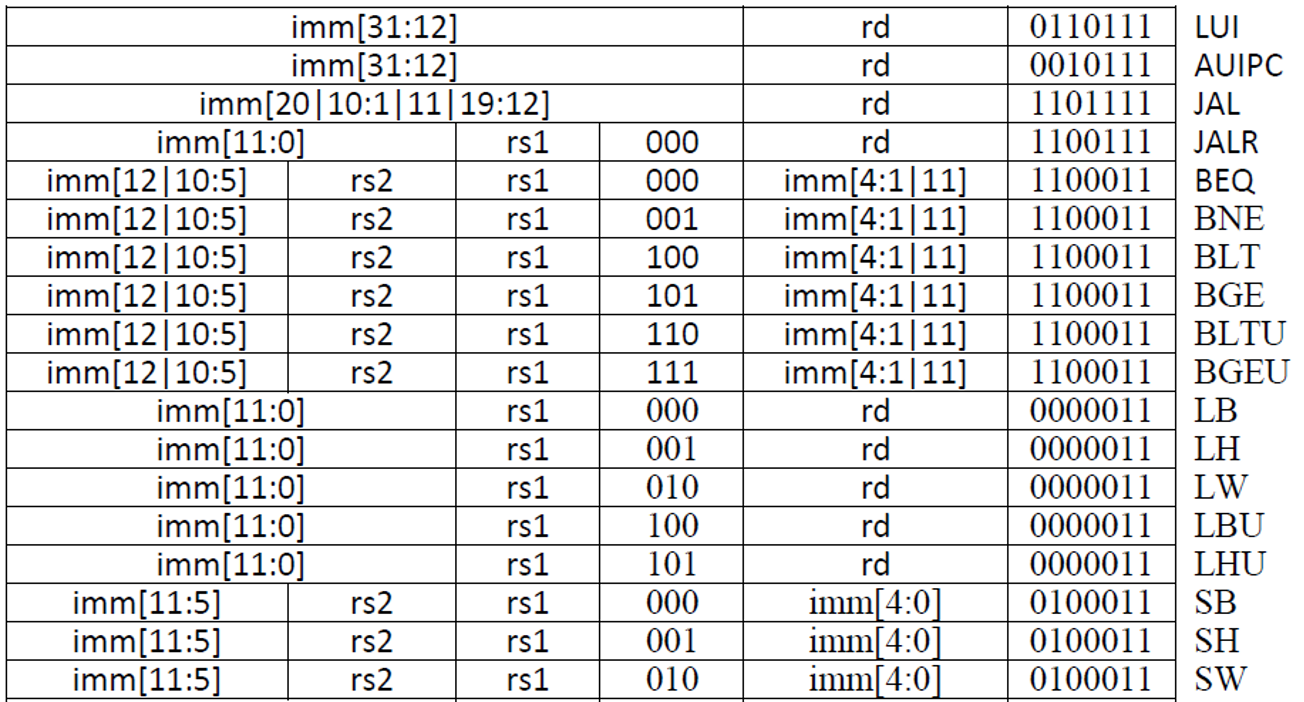 imm[31:12] rd 0110111 LUI
imm[31:12] rd 0010111 AUIPC
imm[20|10:1|11|19:12] rd 1101111 JAL
imm[11:0] rs1 000 rd 1100111 JALR
imm[12|10:5] rs2 rs1 000 imm[4:1|11] 1100011 BEQ
imm[12|10:5] rs2 rs1 001 imm[4:1|11] 1100011 BNE
imm[12|10:5] rs2 rs1 100 imm[4:1|11] 1100011 BLT
imm[12|10:5] rs2 rs1 101 imm[4:1|11] 1100011 BGE
imm[12|10:5] rs2 rs1 110 imm[4:1|11] 1100011 BLTU
imm[12|10:5] rs2 rs1 111 imm[4:1|11] 1100011 BGEU
imm[11:0] rs1 000 rd 0000011 LB
imm[11:0] rs1 001 rd 0000011 LH
imm[11:0] rs1 010 rd 0000011 LW
imm[11:0] rs1 100 rd 0000011 LBU
imm[11:0] rs1 101 rd 0000011 LHU
imm[11:5] rs2 rs1 000 imm[4:0] 0100011 SB
imm[11:5] rs2 rs1 001 imm[4:0] 0100011 SH
imm[11:5] rs2 rs1 010 imm[4:0] 0100011 SW